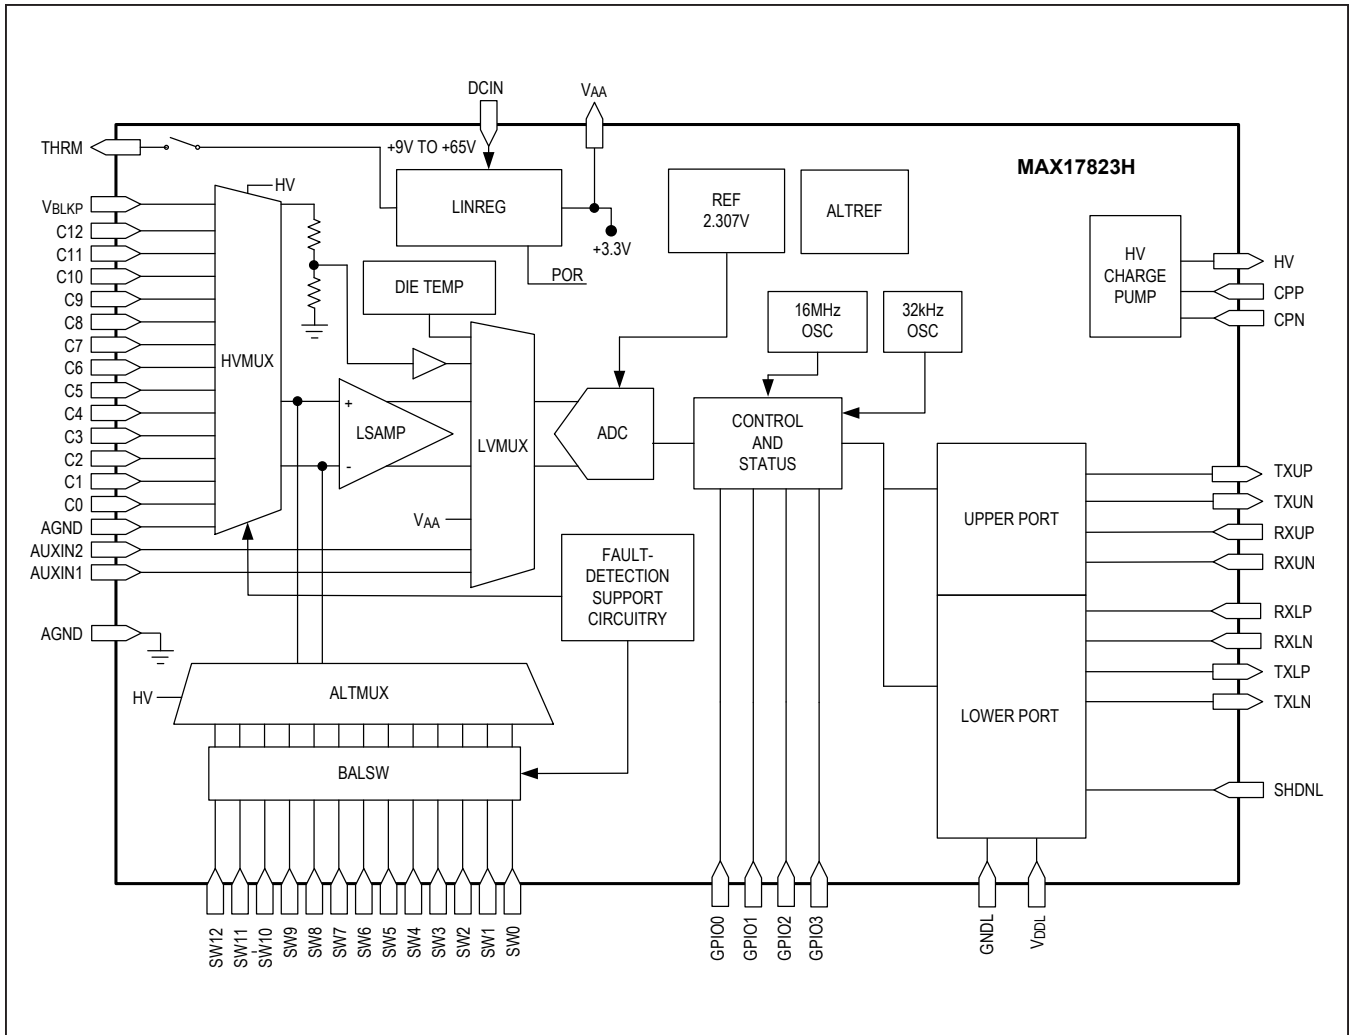 DCIN
VAA
THRM
+9V TO +65V
MAX17823H
HV
LINREG
REF
2.307V
ALTREF
+3.3V
POR
VBLKP
C12
C11
C10
C9
C8
C7
C6
C5
C4
C3
C2
C1
C0
AGND
AUXIN2
AUXIN1
AGND
HVMUX
DIE TEMP
16MHz
OSC
32kHz
OSC
HV
CHARGE
PUMP
HV
CPP
CPN
+
LSAMP
-
LVMUX
ADC
CONTROL
AND
STATUS
VAA
FAULT-
DETECTION
SUPPORT
CIRCUITRY
UPPER PORT
LOWER PORT
TXUP
TXUN
RXUP
RXUN
RXLP
RXLN
TXLP
TXLN
SHDNL
HV
ALTMUX
BALSW
SW12
SW11
SW10
SW9
SW8
SW7
SW6
SW5
SW4
SW3
SW2
SW1
SW0
GPIO0
GPIO1
GPIO2
GPIO3
GNDL
VDDL